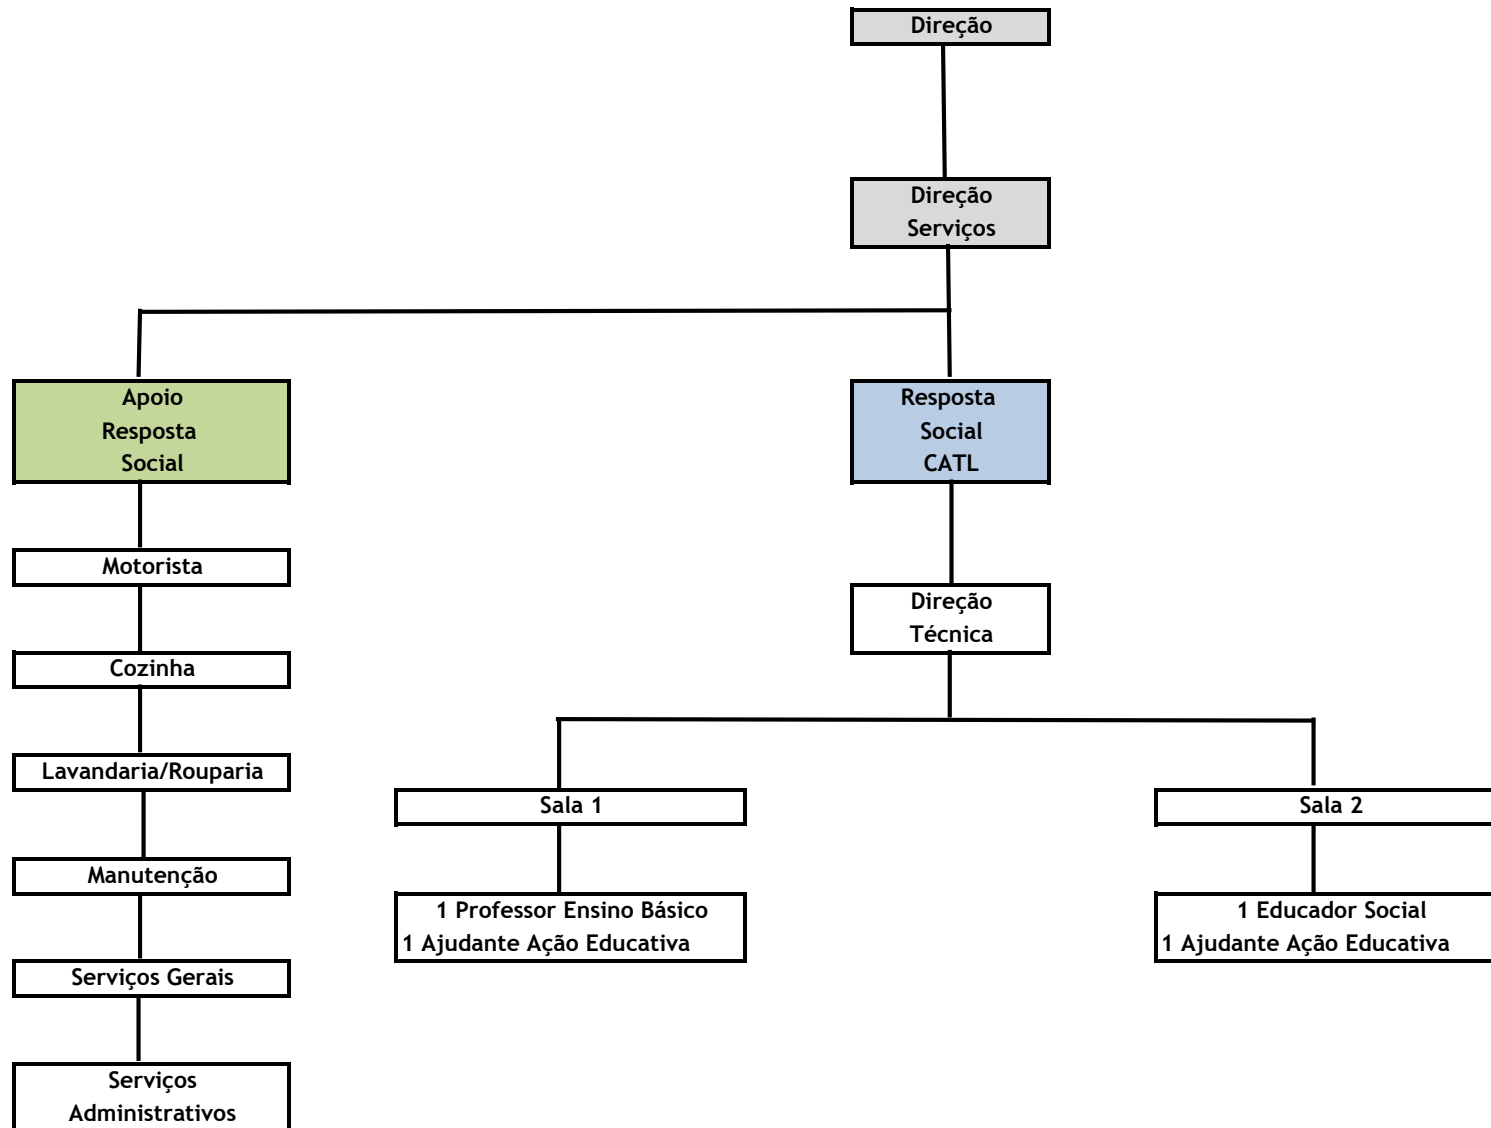 Direção
Direção
Serviços
Apoio
Resposta
Social
Resposta
Social
CATL
Motorista
Direção
Técnica
Cozinha
Lavandaria/Rouparia
Sala 1
Sala 2
Manutenção
1 Professor Ensino Básico
1 Ajudante Ação Educativa
1 Educador Social
1 Ajudante Ação Educativa
Serviços Gerais
Serviços
Administrativos